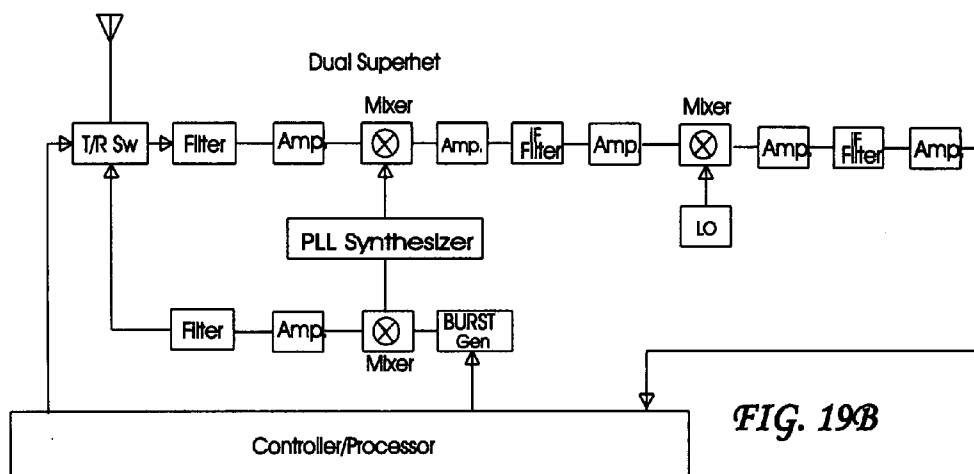 Dual Superhet
Mixer
Mixer
T/R Sw
Filter
Amp.
Amp.
IF
Filter
Amp.
Amp.
IF
Filter
Amp.
LO
PLL Synthesizer
Filter
Amp.
Mixer
BURST
Gen
Controller/Processor
FIG. 19B